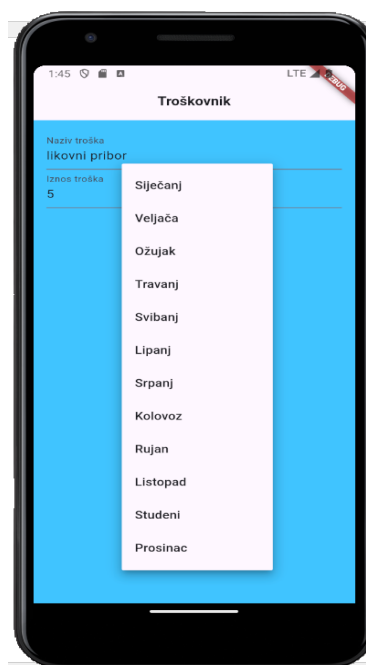 1:45 LTE
Troškovnik
Naziv troška
likovni pribor
Iznos troška
5
Siječanj
Veljača
Ožujak
Travanj
Svibanj
Lipanj
Srpanj
Kolovoz
Rujan
Listopad
Studeni
Prosinac